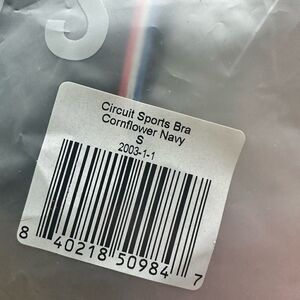 S
Circuit Sports Bra
Cornflower Navy
S
2003-1-1
8 40218 50984 7